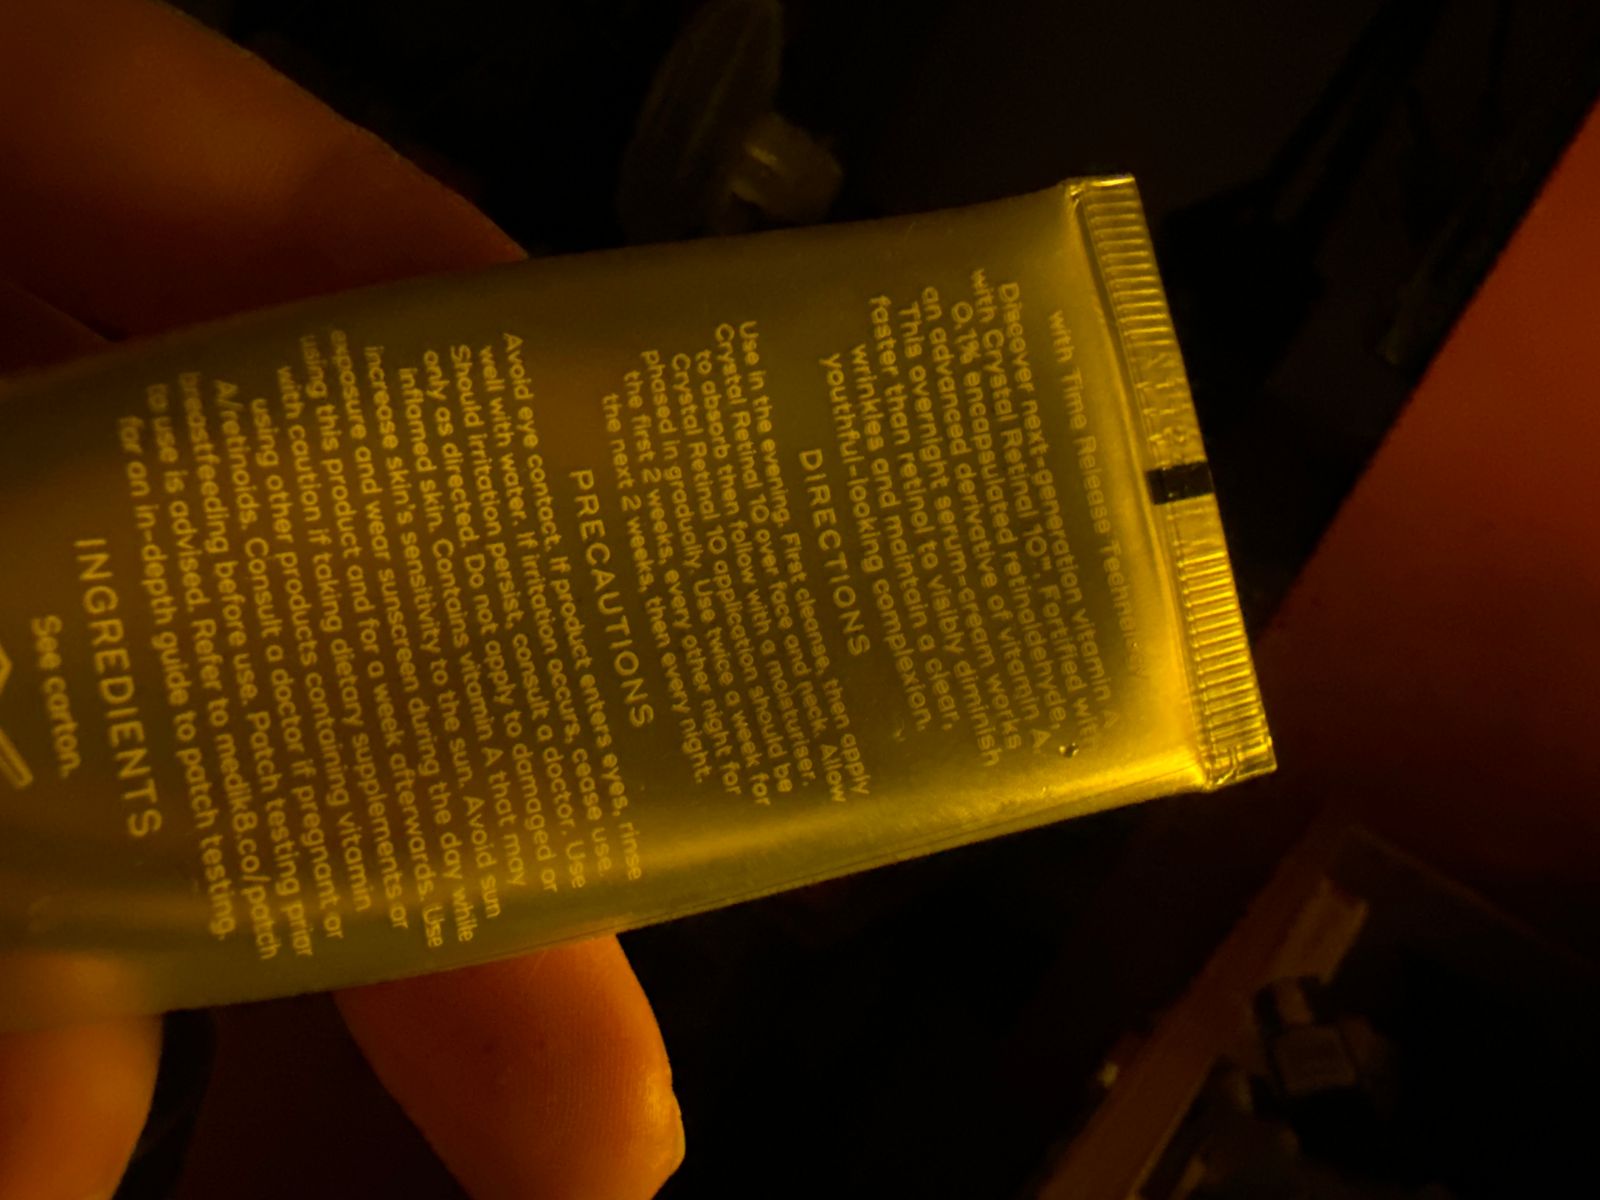 with Time Release Technology
Discover next-generation vitamin A
with Crystal Retinal 10™. Fortified with
0.1% encapsulated retinaldehyde,
an advanced derivative of vitamin A.
This overnight serum-cream works
faster than retinol to visibly diminish
wrinkles and maintain a clear,
youthful-looking complexion.
DIRECTIONS
Use in the evening. First cleanse, then apply
Crystal Retinal 10 over face and neck. Allow
to absorb then follow with a moisturiser.
Crystal Retinal 10 application should be
phased in gradually. Use twice a week for
the first 2 weeks, every other night for
the next 2 weeks, then every night.
PRECAUTIONS
Avoid eye contact. If product enters eyes, rinse
well with water. If irritation occurs, cease use.
Should irritation persist, consult a doctor. Use
only as directed. Do not apply to damaged or
inflamed skin. Contains vitamin A that may
increase skin's sensitivity to the sun. Avoid sun
exposure and wear sunscreen during the day while
using this product and for a week afterwards. Use
with caution if taking dietary supplements or
using other products containing vitamin
A/retinoids. Consult a doctor if pregnant or
breastfeeding before use. Patch testing prior
to use is advised. Refer to medik8.co/patch
for an in-depth guide to patch testing.
INGREDIENTS
See carton.